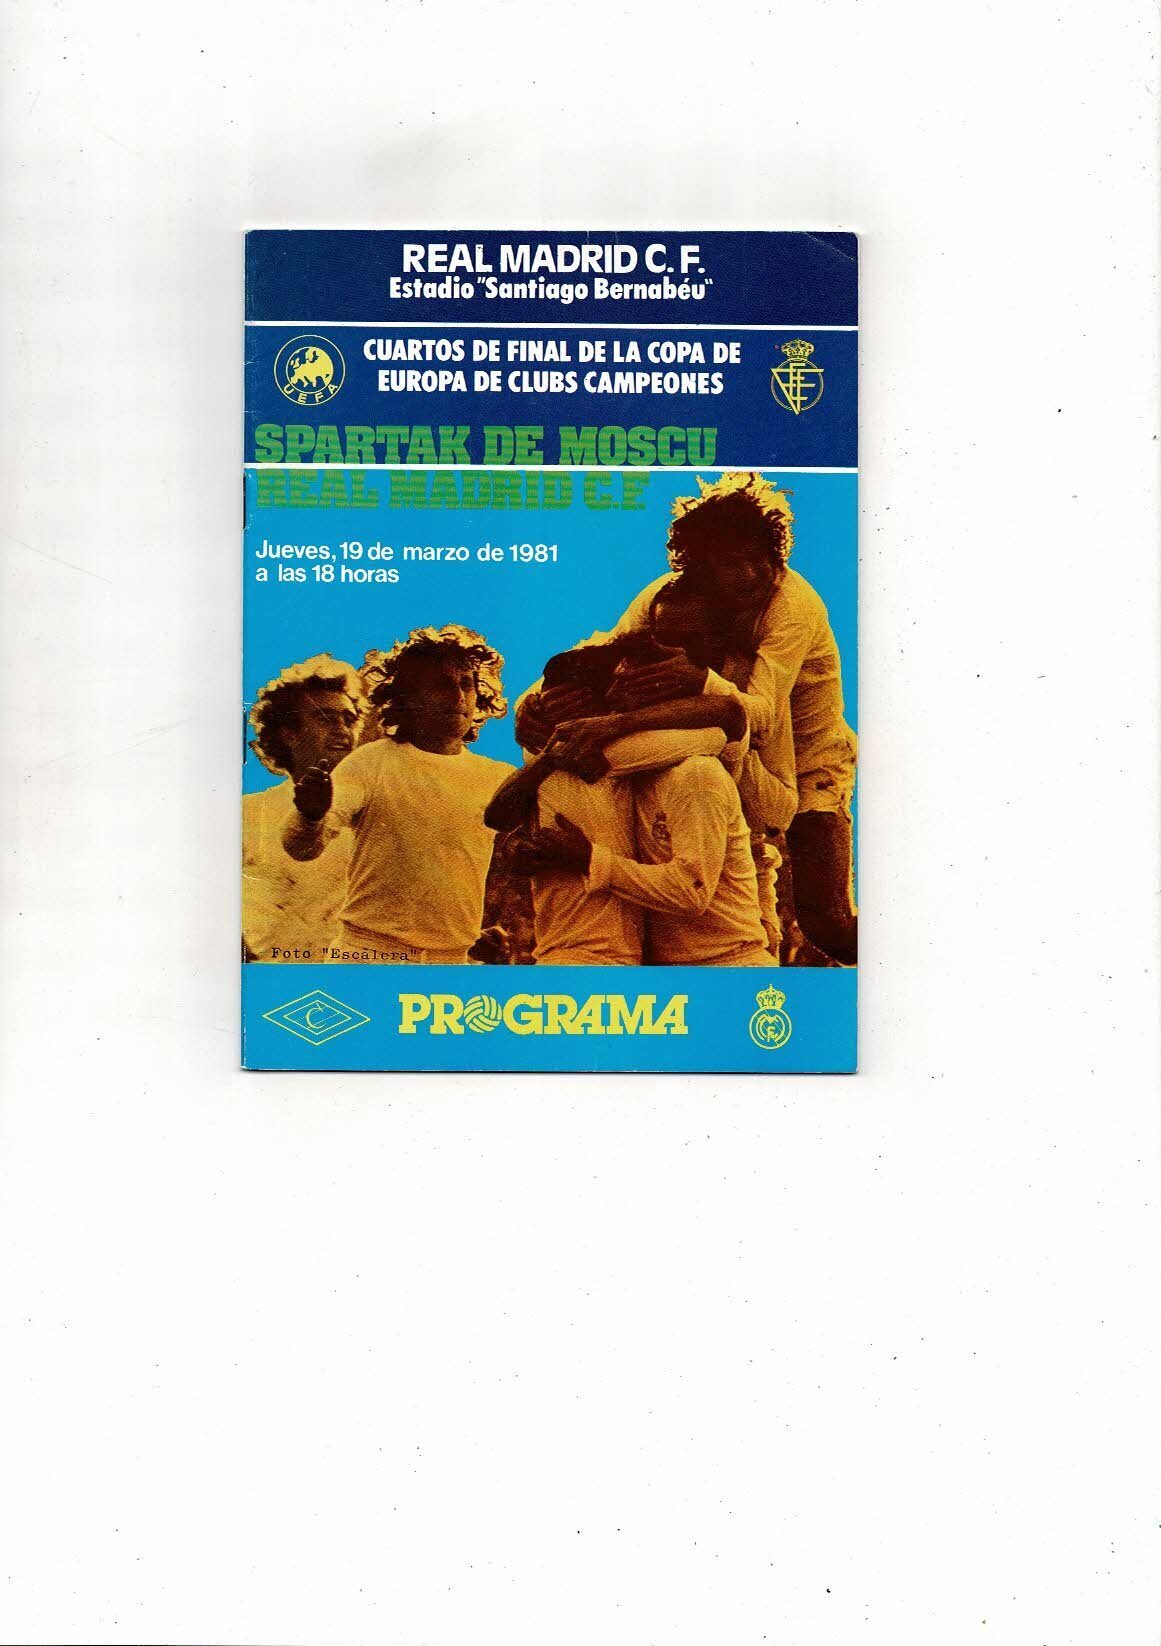 REAL MADRID C. F.
Estadio "Santiago Bernabéu"
CUARTOS DE FINAL DE LA COPA DE
EUROPA DE CLUBS CAMPEONES
UEFA
SPARTAK DE MOSCU
REAL MADRID C.F.
Jueves, 19 de marzo de 1981
a las 18 horas
Foto "Escalera"
PROGRAMA